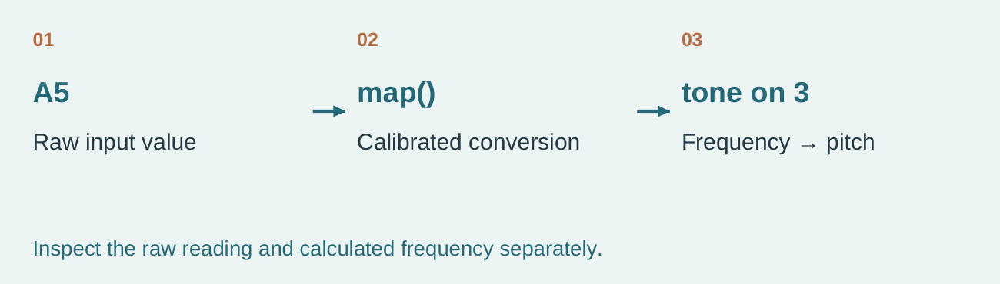 01
A5
Raw input value
02
map()
Calibrated conversion
03
tone on 3
Frequency → pitch
Inspect the raw reading and calculated frequency separately.